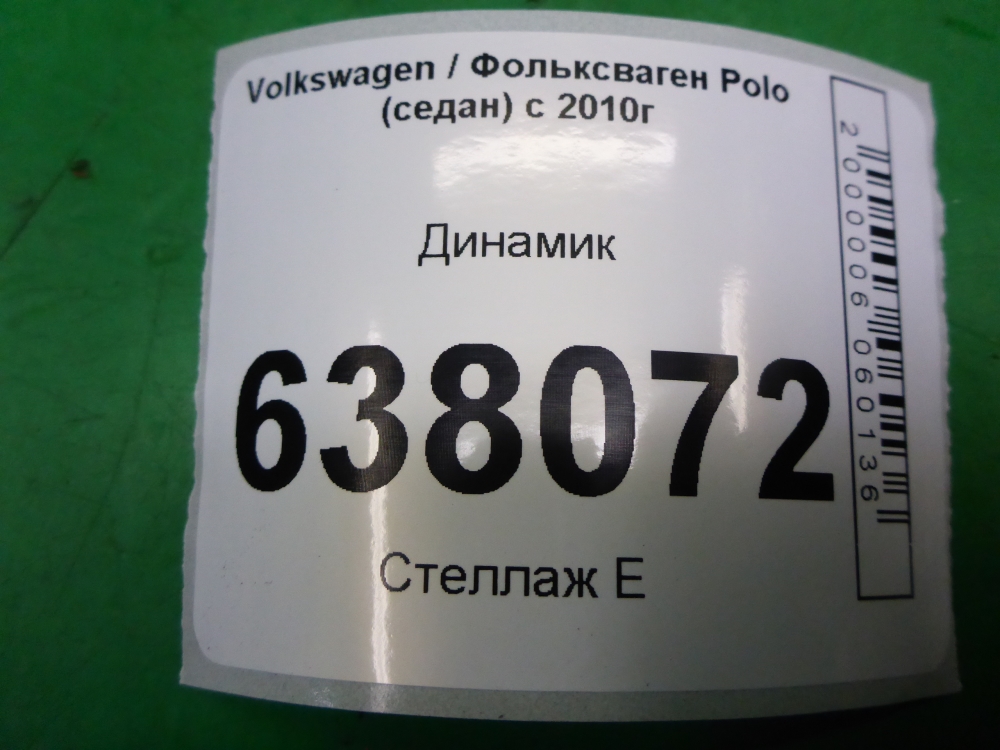 Volkswagen / Фольксваген Polo
(седан) с 2010г
Динамик
638072
Стеллаж Е
2000006060136